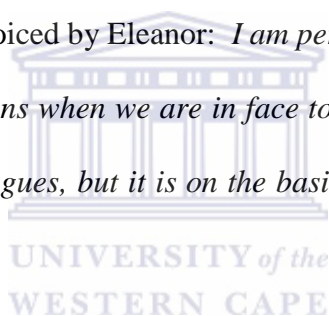 oiced by Eleanor: I am pe
ns when we are in face to
gues, but it is on the basi
UNIVERSITY of the
WESTERN CAPE